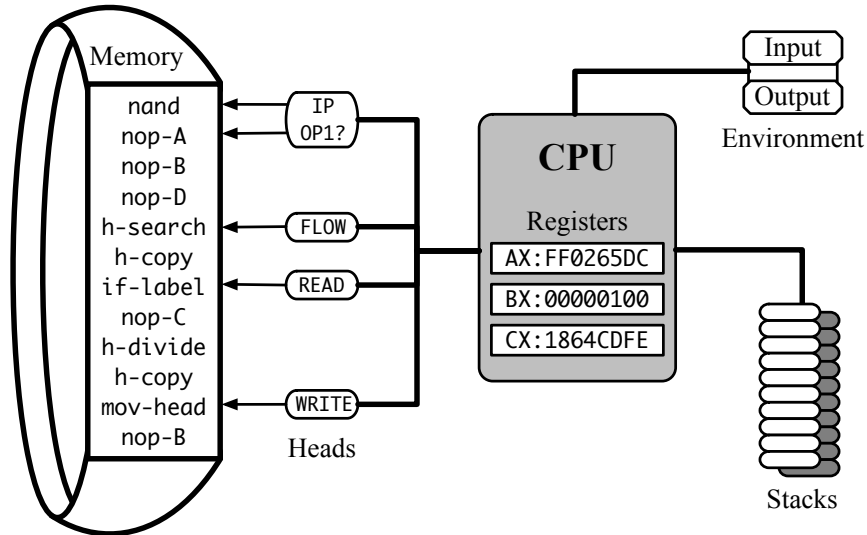 Memory
nand
nop-A
nop-B
nop-D
h-search
h-copy
if-label
nop-C
h-divide
h-copy
mov-head
nop-B
IP
OP1?
FLOW
READ
WRITE
Heads
CPU
Registers
AX:FF0265DC
BX:00000100
CX:1864CDFE
Input
Output
Environment
Stacks